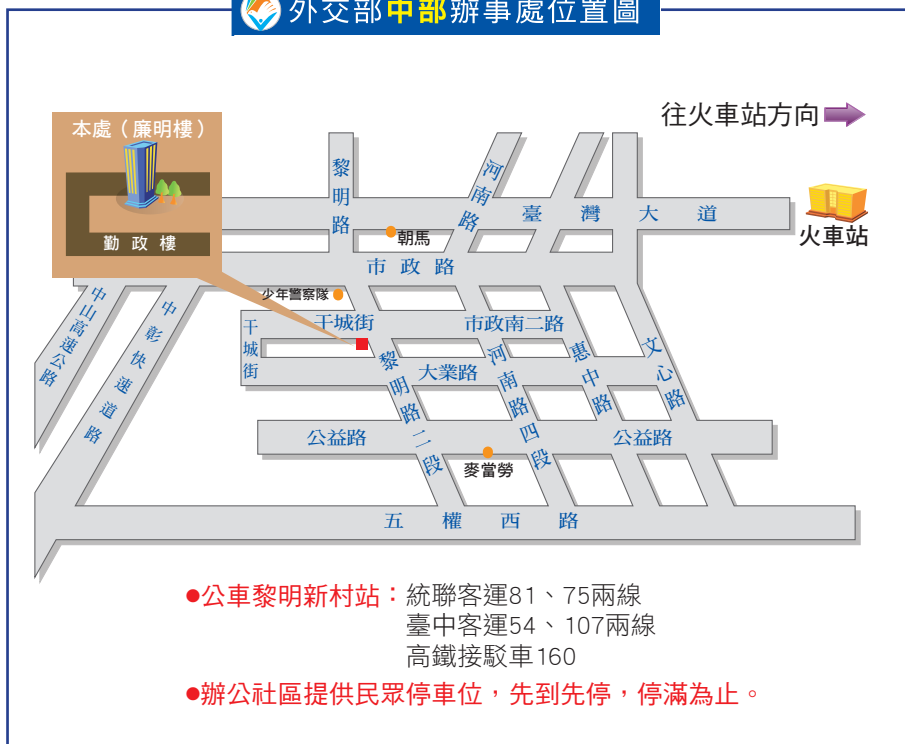 外交部中部辦事處位置圖
往火車站方向
本處(廉明樓)
勤政樓
黎明路
河南路
臺灣大道
火車站
朝馬
市政路
少年警察隊
中山高速公路
中彰快速道路
干城街
干城街
市政南二路
黎明路二段
大業路
河南路四段
惠中路
文心路
公益路
公益路
麥當勞
五權西路
●公車黎明新村站:統聯客運81、75兩線
臺中客運54、107兩線
高鐵接駁車160
●辦公社區提供民眾停車位,先到先停,停滿為止。